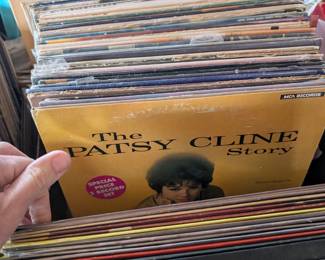 MCA RECORDS
The
PATSY CLINE
Story
SPECIAL
PRICE
2 RECORD
SET